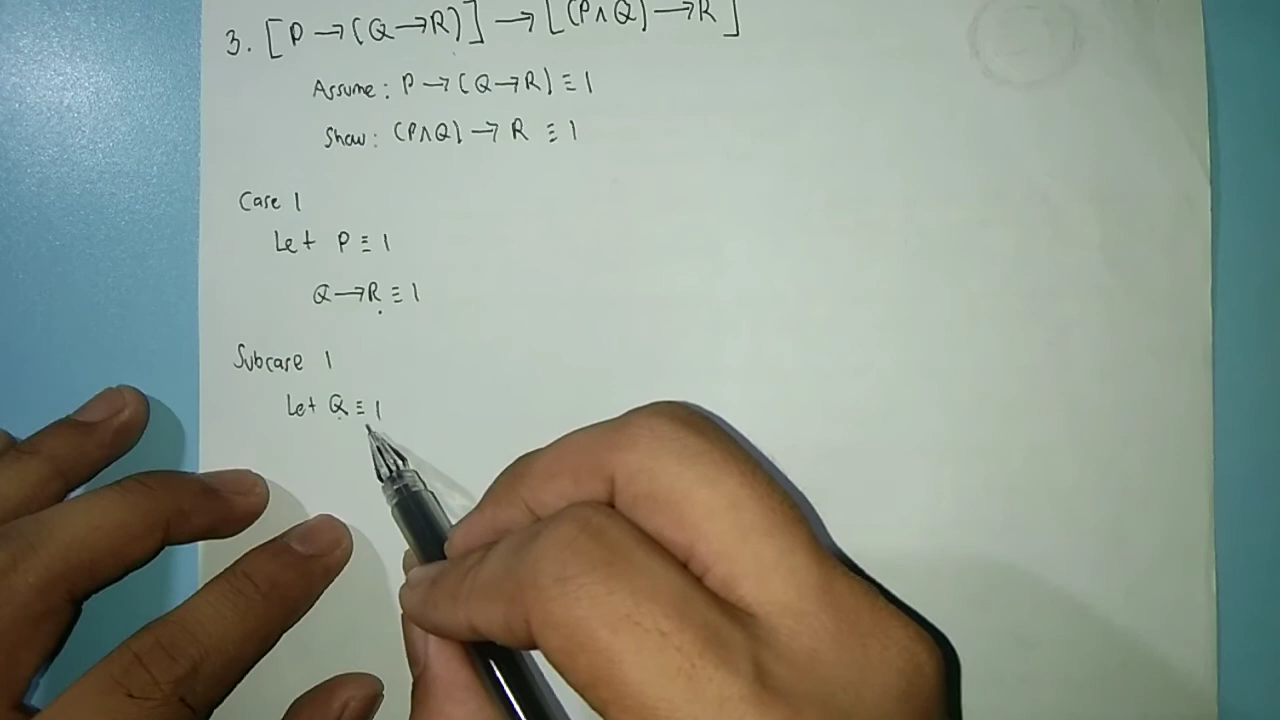 3. [P → (Q → R)] → [(P ∧ Q) → R]
Assume: P → (Q → R) ≡ 1
Show: (P ∧ Q) → R ≡ 1
Case 1
Let P ≡ 1
Q → R ≡ 1
Subcase 1
Let Q ≡ 1